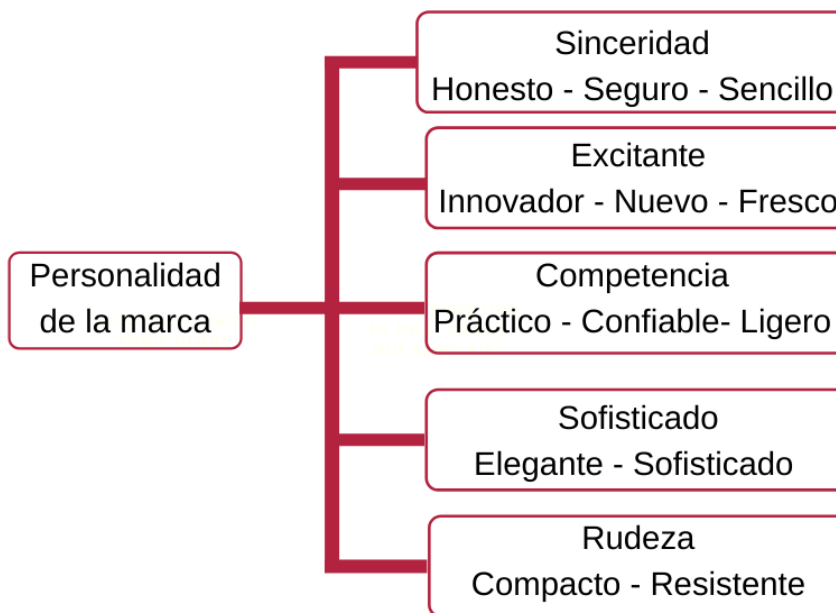 Personalidad
de la marca
Sinceridad
Honesto - Seguro - Sencillo
Excitante
Innovador - Nuevo - Fresco
Competencia
Práctico - Confiable- Ligero
Sofisticado
Elegante - Sofisticado
Rudeza
Compacto - Resistente